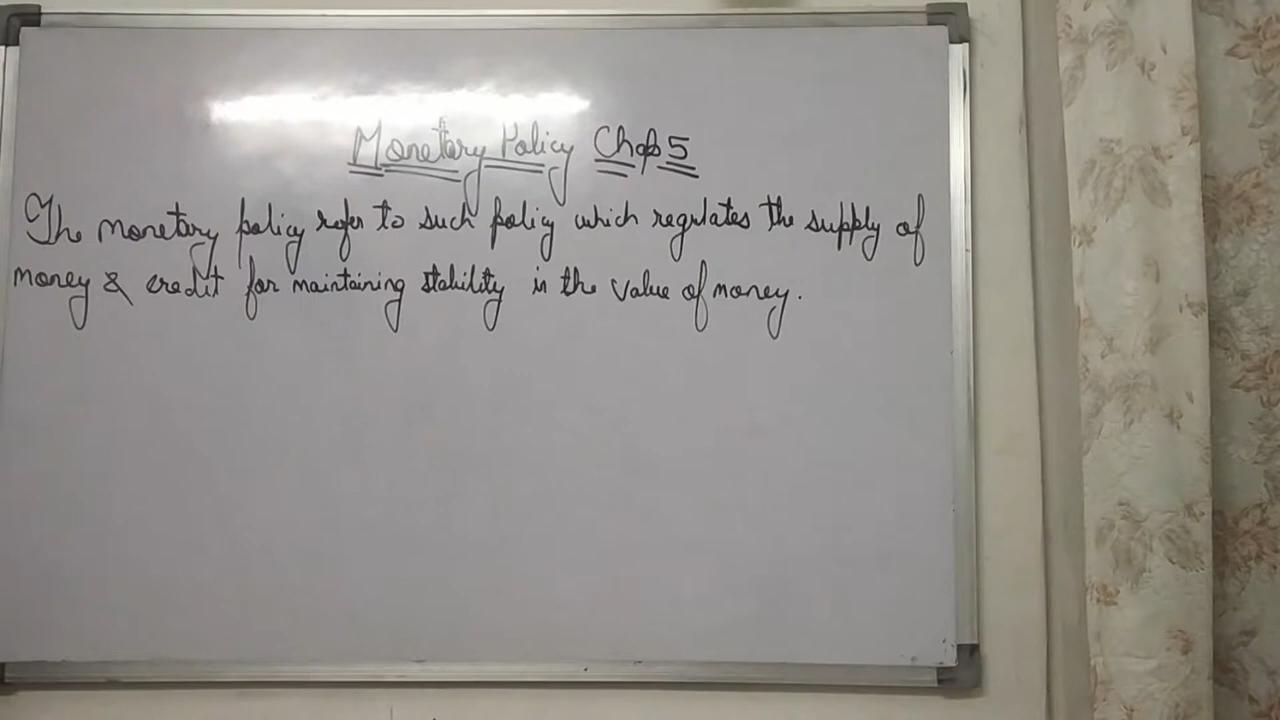 Monetary Policy Chap 5
The monetary policy refer to such policy which regulates the supply of
money & credit for maintaining stability in the value of money.